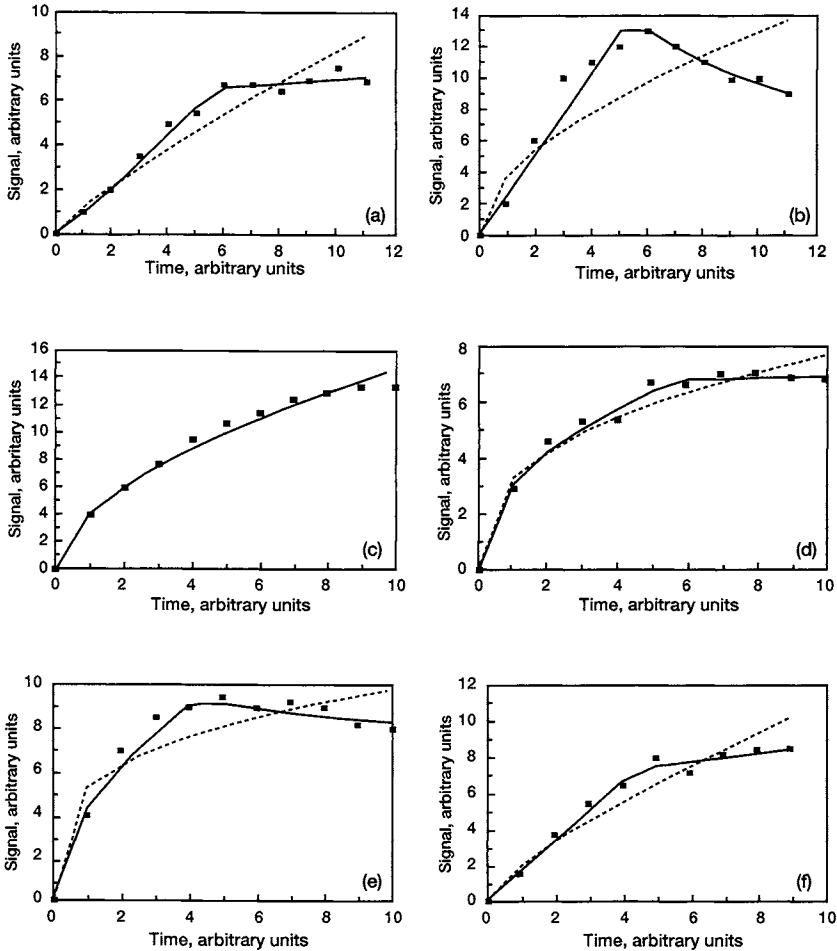 10
8
6
4
2
0
Signal, arbitrary units
0 2 4 6 8 10 12
Time, arbitrary units
(a)
14
12
10
8
6
4
2
0
Signal, arbitrary units
0 2 4 6 8 10 12
Time, arbitrary units
(b)
16
14
12
10
8
6
4
2
0
Signal, arbritary units
0 2 4 6 8 10
Time, arbitrary units
(c)
8
6
4
2
0
Signal, arbitrary units
0 2 4 6 8 10
Time, arbitrary units
(d)
10
8
6
4
2
0
Signal, arbitrary units
0 2 4 6 8 10
Time, arbitrary units
(e)
12
10
8
6
4
2
0
Signal, arbitrary units
0 2 4 6 8 10
Time, arbitrary units
(f)